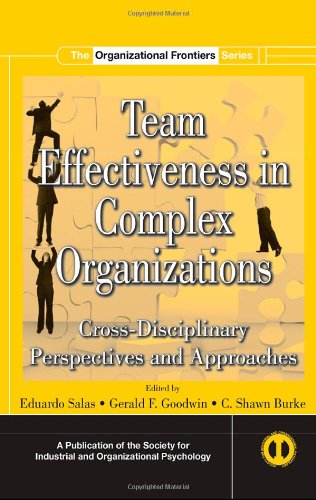 The Organizational Frontiers Series
Team
Effectiveness in
Complex
Organizations
Cross-Disciplinary
Perspectives and Approaches
Edited by
Eduardo Salas • Gerald F. Goodwin • C. Shawn Burke
A Publication of the Society for
Industrial and Organizational Psychology